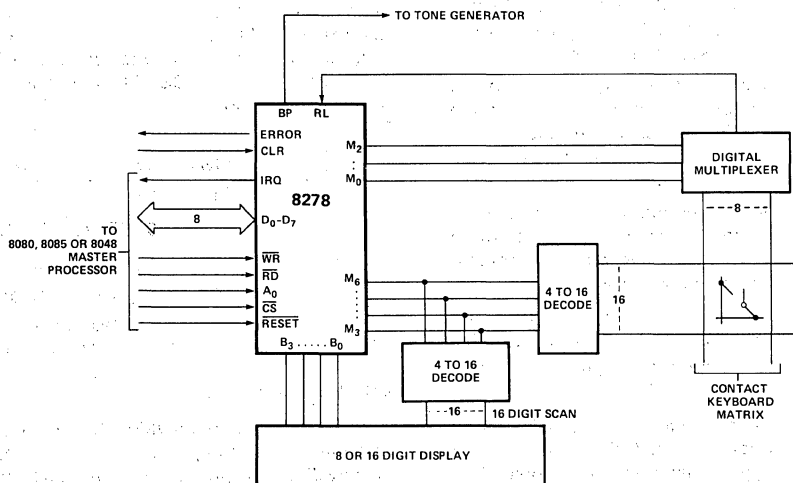 TO TONE GENERATOR
BP RL
ERROR
CLR
IRQ
8278
8
D0-D7
TO
8080, 8085 OR 8048
MASTER
PROCESSOR
WR
RD
A0
CS
RESET
B3 ..... B0
M2
M0
M6
M3
DIGITAL
MULTIPLEXER
8
4 TO 16
DECODE
16
4 TO 16
DECODE
16
16 DIGIT SCAN
CONTACT
KEYBOARD
MATRIX
8 OR 16 DIGIT DISPLAY